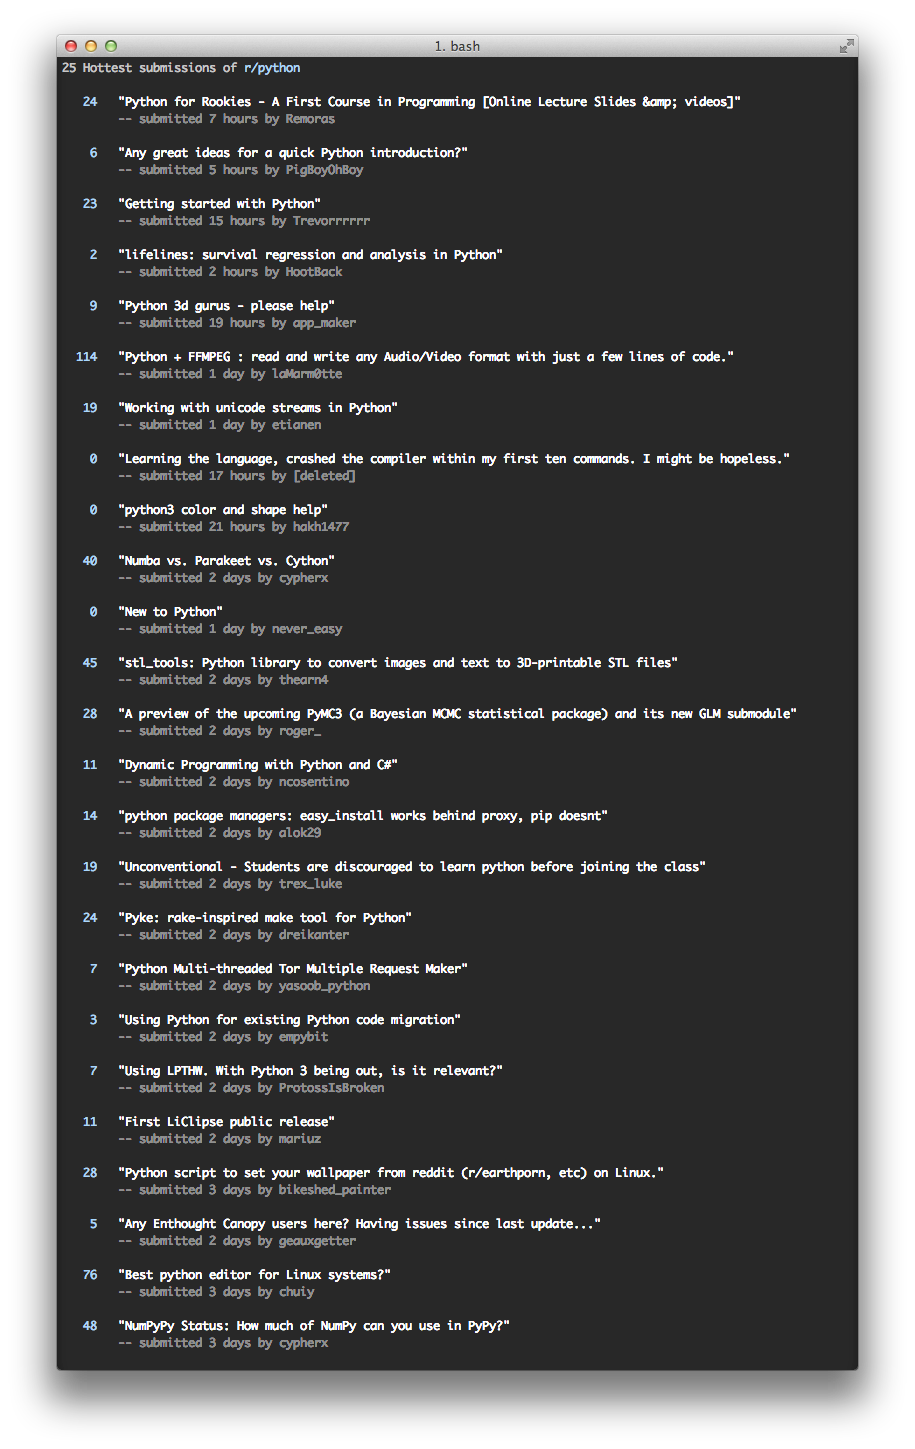 1. bash
25 Hottest submissions of r/python
24 "Python for Rookies - A First Course in Programming [Online Lecture Slides &amp; videos]"
-- submitted 7 hours by Remoras
6 "Any great ideas for a quick Python introduction?"
-- submitted 5 hours by PigBoyOhBoy
23 "Getting started with Python"
-- submitted 15 hours by Trevorrrrrr
2 "lifelines: survival regression and analysis in Python"
-- submitted 2 hours by HootBack
9 "Python 3d gurus - please help"
-- submitted 19 hours by app_maker
114 "Python + FFMPEG : read and write any Audio/Video format with just a few lines of code."
-- submitted 1 day by laMarm0tte
19 "Working with unicode streams in Python"
-- submitted 1 day by etianen
0 "Learning the language, crashed the compiler within my first ten commands. I might be hopeless."
-- submitted 17 hours by [deleted]
0 "python3 color and shape help"
-- submitted 21 hours by hakh1477
40 "Numba vs. Parakeet vs. Cython"
-- submitted 2 days by cypherx
0 "New to Python"
-- submitted 1 day by never_easy
45 "stl_tools: Python library to convert images and text to 3D-printable STL files"
-- submitted 2 days by thearn4
28 "A preview of the upcoming PyMC3 (a Bayesian MCMC statistical package) and its new GLM submodule"
-- submitted 2 days by roger_
11 "Dynamic Programming with Python and C#"
-- submitted 2 days by ncosentino
14 "python package managers: easy_install works behind proxy, pip doesnt"
-- submitted 2 days by alok29
19 "Unconventional - Students are discouraged to learn python before joining the class"
-- submitted 2 days by trex_luke
24 "Pyke: rake-inspired make tool for Python"
-- submitted 2 days by dreikanter
7 "Python Multi-threaded Tor Multiple Request Maker"
-- submitted 2 days by yasoob_python
3 "Using Python for existing Python code migration"
-- submitted 2 days by empybit
7 "Using LPTHW. With Python 3 being out, is it relevant?"
-- submitted 2 days by ProtossIsBroken
11 "First LiClipse public release"
-- submitted 2 days by mariuz
28 "Python script to set your wallpaper from reddit (r/earthporn, etc) on Linux."
-- submitted 3 days by bikeshed_painter
5 "Any Enthought Canopy users here? Having issues since last update..."
-- submitted 2 days by geauxgetter
76 "Best python editor for Linux systems?"
-- submitted 3 days by chuiy
48 "NumPyPy Status: How much of NumPy can you use in PyPy?"
-- submitted 3 days by cypherx